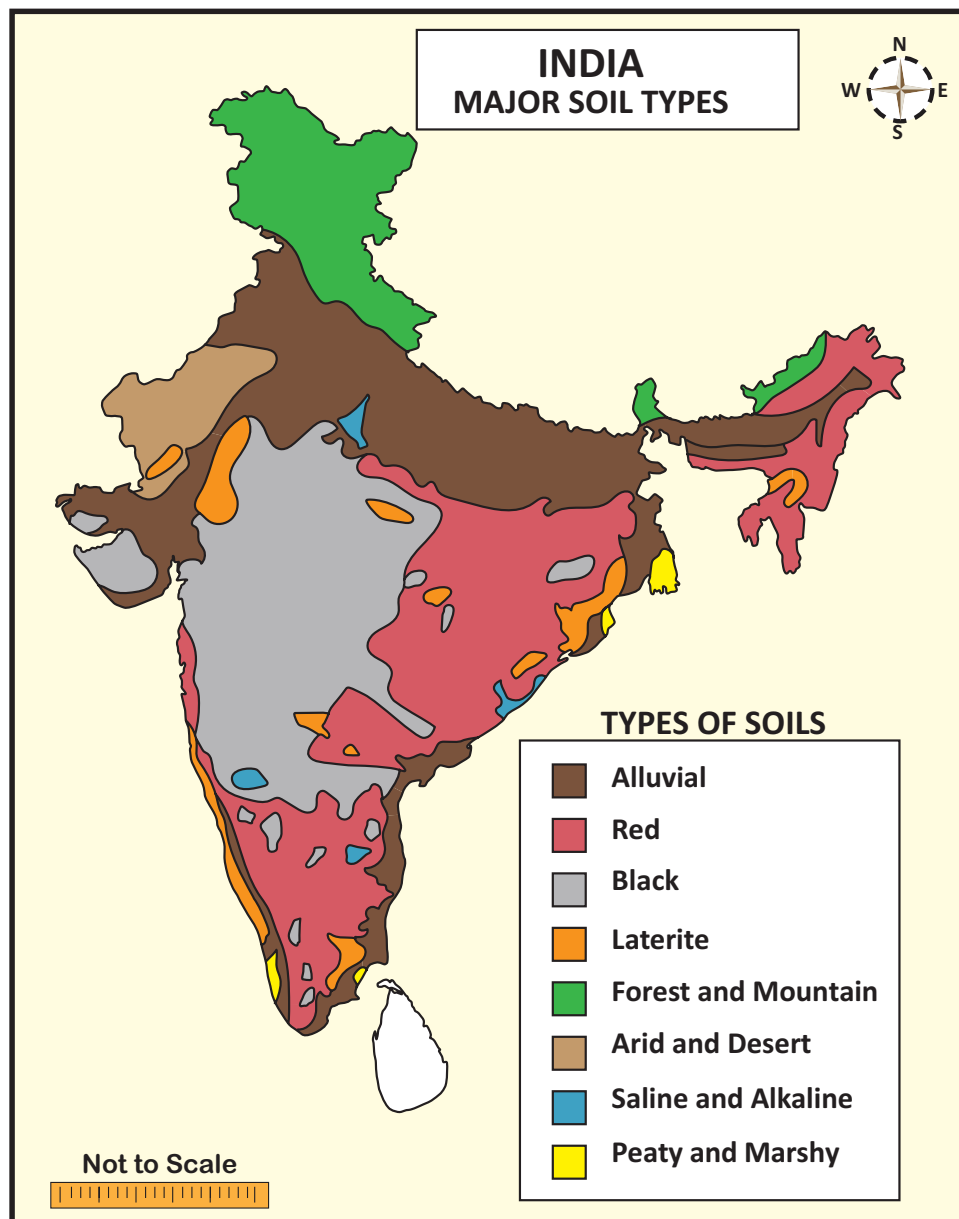 INDIA
MAJOR SOIL TYPES
N
W E
S
TYPES OF SOILS
Alluvial
Red
Black
Laterite
Forest and Mountain
Arid and Desert
Saline and Alkaline
Peaty and Marshy
Not to Scale